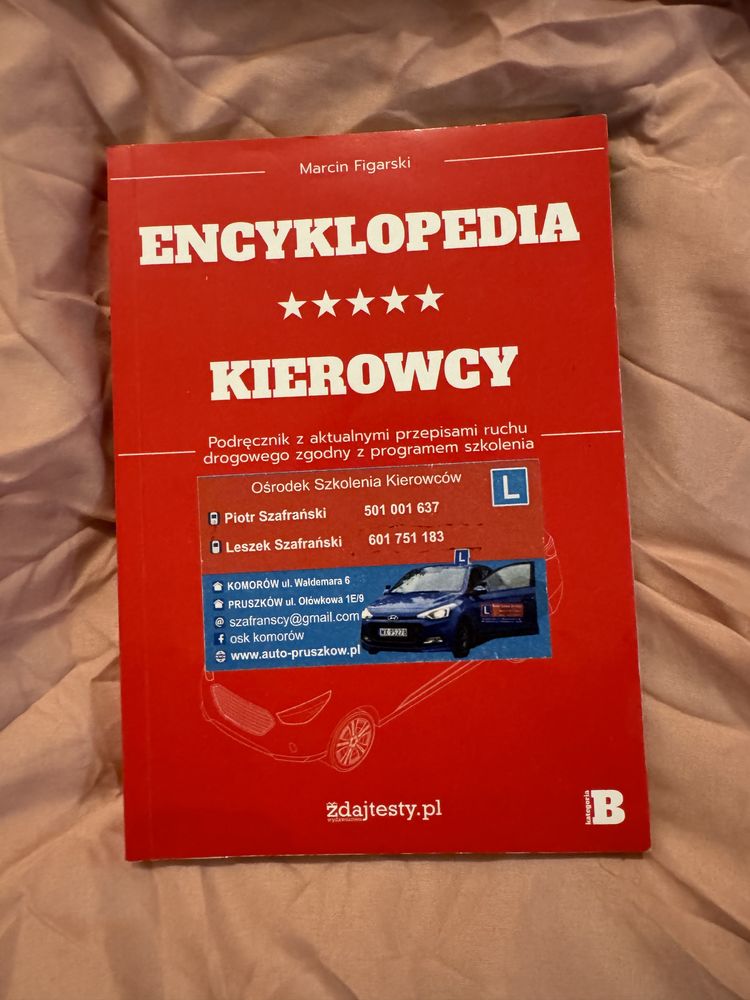 Marcin Figarski
ENCYKLOPEDIA
KIEROWCY
Podręcznik z aktualnymi przepisami ruchu
drogowego zgodny z programem szkolenia
Ośrodek Szkolenia Kierowców
L
Piotr Szafrański 501 001 637
Leszek Szafrański 601 751 183
L
KOMORÓW ul. Waldemara 6
PRUSZKÓW ul. Ołówkowa 1E/9
@ szafranscy@gmail.com
f osk komorów
www.auto-pruszkow.pl
L
zdajtesty.pl
wydawnictwo
kategoria
B